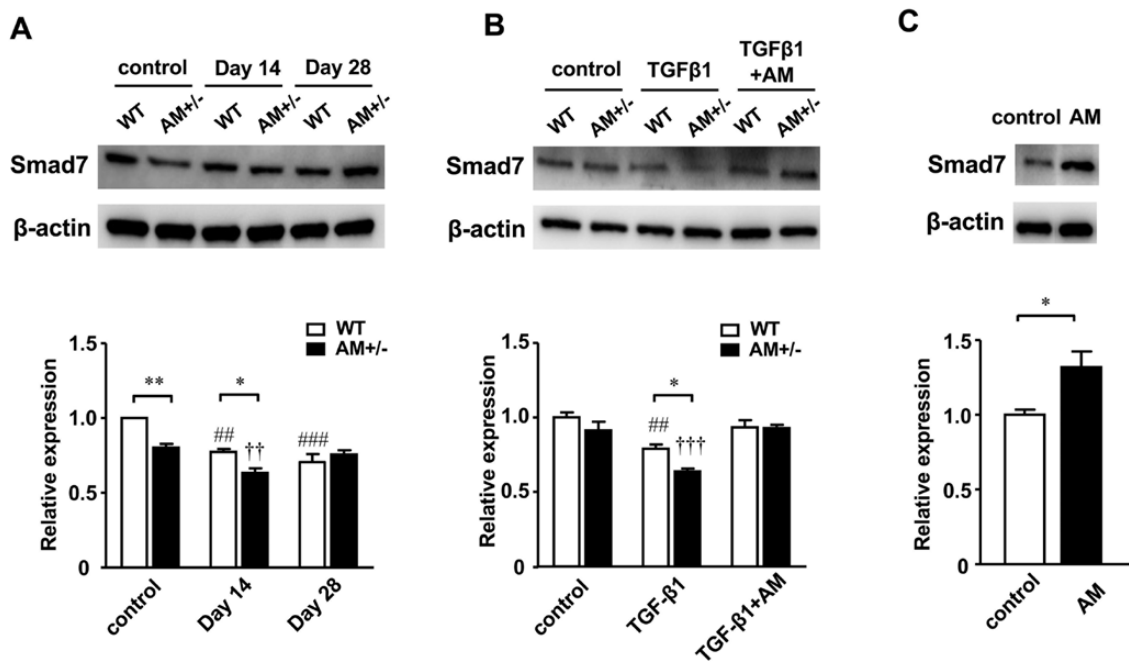 A
control Day 14 Day 28
WT AM+/- WT AM+/- WT AM+/-
Smad7
β-actin
WT
AM+/-
Relative expression
1.5
1.0
0.5
0
**
*
##
††
###
control
Day 14
Day 28
B
control TGFβ1 TGFβ1
+AM
WT AM+/- WT AM+/- WT AM+/-
Smad7
β-actin
WT
AM+/-
Relative expression
1.5
1.0
0.5
0
*
##
†††
control
TGF-β1
TGF-β1+AM
C
control AM
Smad7
β-actin
Relative expression
1.5
1.0
0.5
0
*
control
AM